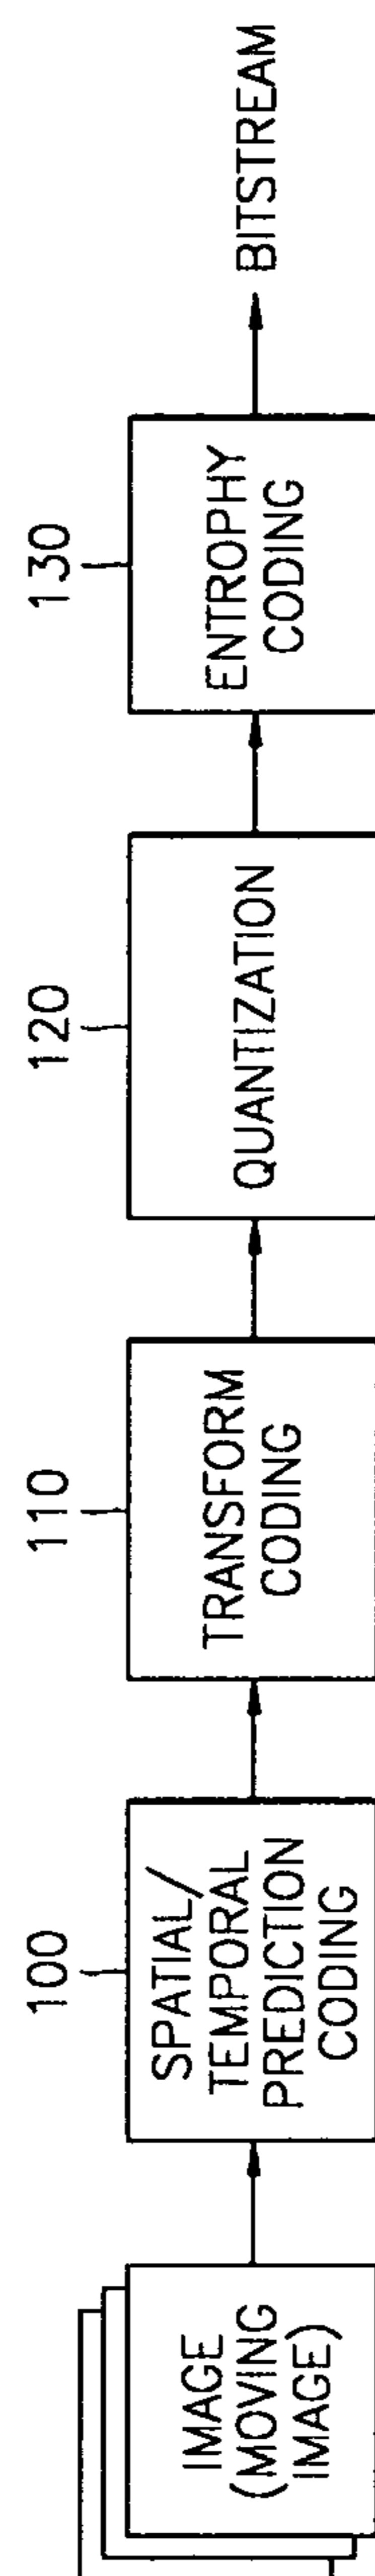 IMAGE
(MOVING
IMAGE)
100
SPATIAL/
TEMPORAL
PREDICTION
CODING
110
TRANSFORM
CODING
120
QUANTIZATION
130
ENTROPHY
CODING
BITSTREAM